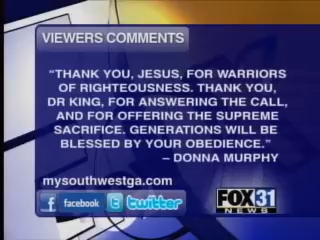 VIEWERS COMMENTS
“THANK YOU, JESUS, FOR WARRIORS
OF RIGHTEOUSNESS. THANK YOU,
DR KING, FOR ANSWERING THE CALL,
AND FOR OFFERING THE SUPREME
SACRIFICE. GENERATIONS WILL BE
BLESSED BY YOUR OBEDIENCE.”
– DONNA MURPHY
mysouthwestga.com
f facebook t twitter
FOX 31
NEWS